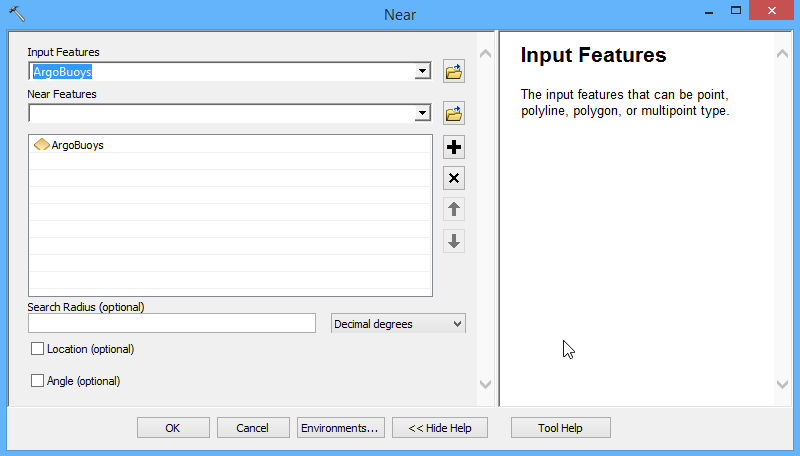 Near
Input Features
ArgoBuoys
Near Features
ArgoBuoys
Search Radius (optional)
Decimal degrees
Location (optional)
Angle (optional)
OK
Cancel
Environments...
<< Hide Help
Tool Help
Input Features
The input features that can be point,
polyline, polygon, or multipoint type.